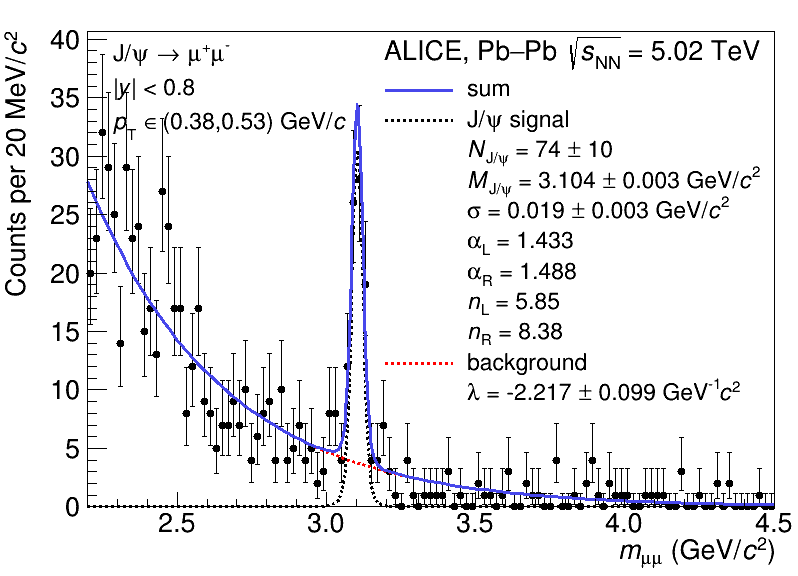 Counts per 20 MeV/c²
40
35
30
25
20
15
10
5
0
J/ψ → μ⁺μ⁻
|y| < 0.8
p_T ∈ (0.38,0.53) GeV/c
ALICE, Pb–Pb √s_NN = 5.02 TeV
sum
J/ψ signal
N_J/ψ = 74 ± 10
M_J/ψ = 3.104 ± 0.003 GeV/c²
σ = 0.019 ± 0.003 GeV/c²
α_L = 1.433
α_R = 1.488
n_L = 5.85
n_R = 8.38
background
λ = -2.217 ± 0.099 GeV⁻¹c²
2.5 3.0 3.5 4.0 4.5
m_μμ (GeV/c²)